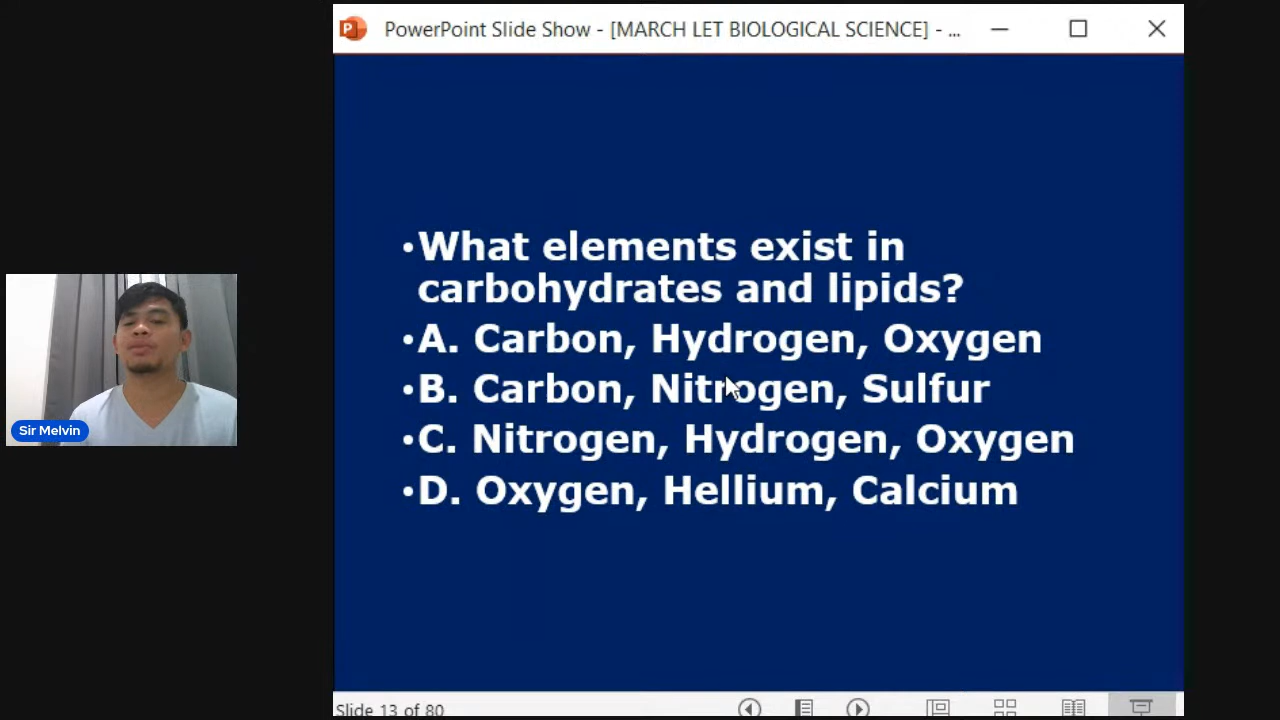 PowerPoint Slide Show - [MARCH LET BIOLOGICAL SCIENCE] - ...
•What elements exist in
carbohydrates and lipids?
•A. Carbon, Hydrogen, Oxygen
•B. Carbon, Nitrogen, Sulfur
•C. Nitrogen, Hydrogen, Oxygen
•D. Oxygen, Hellium, Calcium
Sir Melvin
Slide 13 of 80